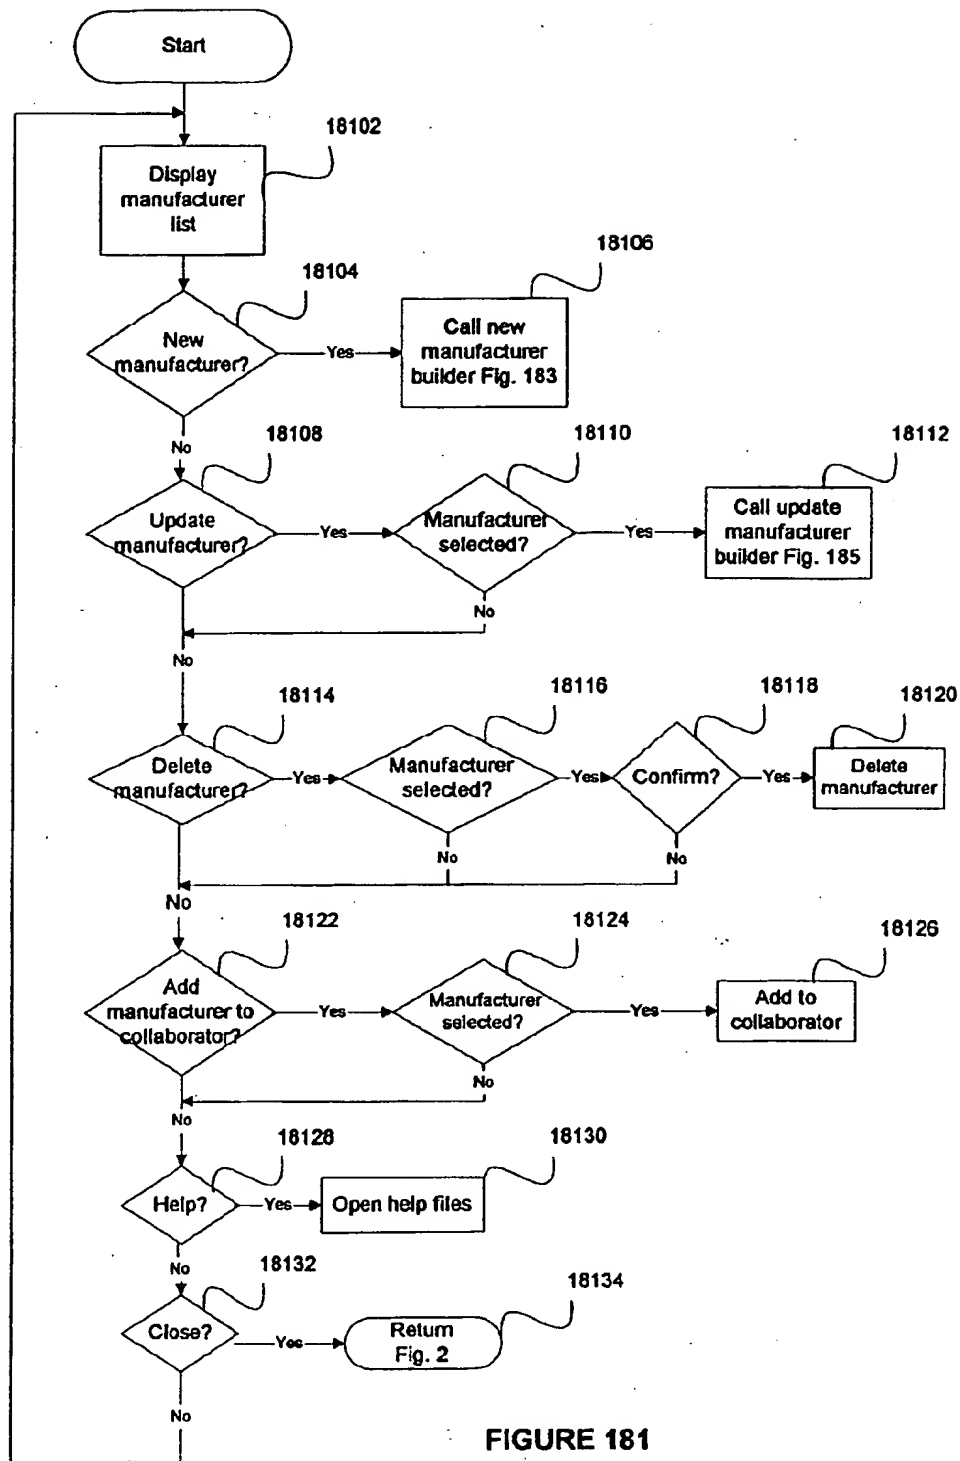 Start
18102
Display
manufacturer
list
18104
18106
New
manufacturer?
Yes
Call new
manufacturer
builder Fig. 183
No
18108
18110
18112
Update
manufacturer?
Yes
Manufacturer
selected?
Yes
Call update
manufacturer
builder Fig. 185
No
No
18114
18116
18118
18120
Delete
manufacturer?
Yes
Manufacturer
selected?
Yes
Confirm?
Yes
Delete
manufacturer
No
No
No
18122
18124
18126
Add
manufacturer to
collaborator?
Yes
Manufacturer
selected?
Yes
Add to
collaborator
No
No
18128
18130
Help?
Yes
Open help files
No
18132
18134
Close?
Yes
Return
Fig. 2
No
FIGURE 181